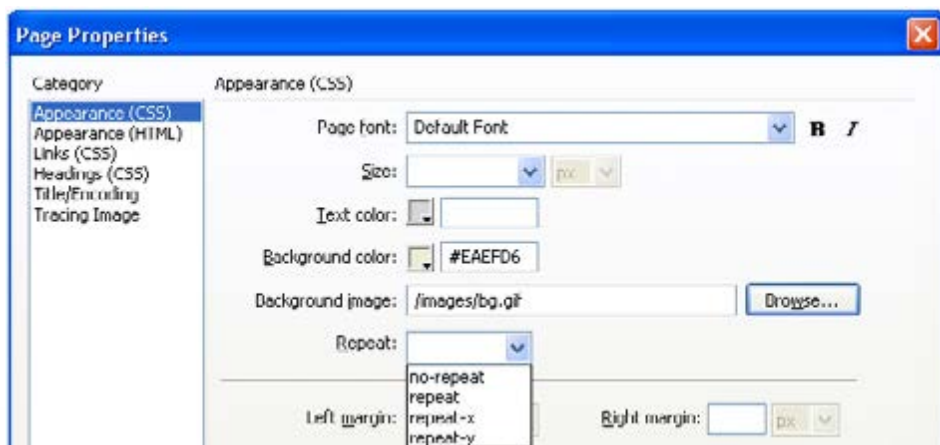 Page Properties
Category
Appearance (CSS)
Appearance (HTML)
Links (CSS)
Headings (CSS)
Title/Encoding
Tracing Image
Appearance (CSS)
Page font: Default Font B I
Size: px
Text color:
Background color: #EAEFD6
Background image: /images/bg.gif Browse...
Repeat:
no-repeat
repeat
Left margin: repeat-x Right margin: px
repeat-y